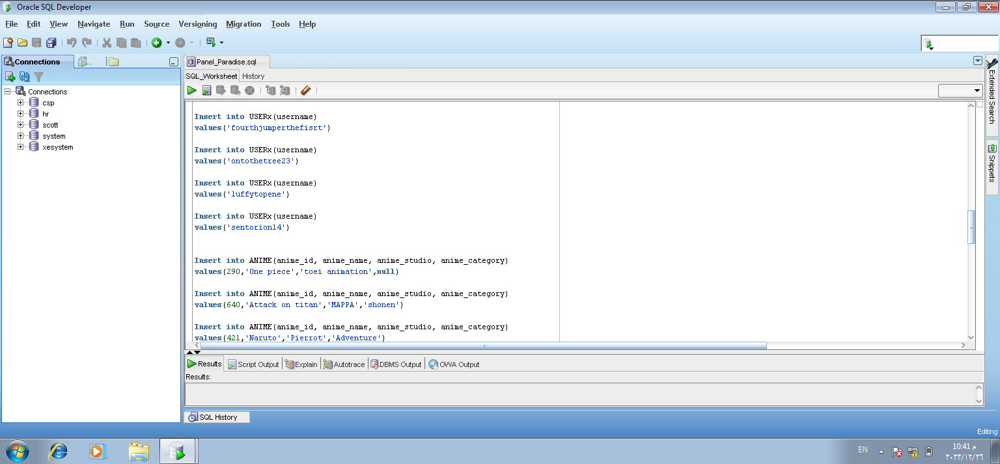 Oracle SQL Developer
File Edit View Navigate Run Source Versioning Migration Tools Help
Connections
Panel_Paradise.sql
SQL_Worksheet History
Connections
csp
hr
scott
system
xesystem
Insert into USERx(username)
values('fourthjumperthefisrt')
Insert into USERx(username)
values('ontothetree23')
Insert into USERx(username)
values('luffytopene')
Insert into USERx(username)
values('sentorion14')
Insert into ANIME(anime_id, anime_name, anime_studio, anime_category)
values(290,'One piece','toei animation',null)
Insert into ANIME(anime_id, anime_name, anime_studio, anime_category)
values(640,'Attack on titan','MAPPA','shonen')
Insert into ANIME(anime_id, anime_name, anime_studio, anime_category)
values(421,'Naruto','Pierrot','Adventure')
Results Script Output Explain Autotrace DBMS Output OWA Output
Results:
SQL History
Extended Search
Snippets
Editing
EN
10:41 م
٢٠٢٣/١٢/٢٦